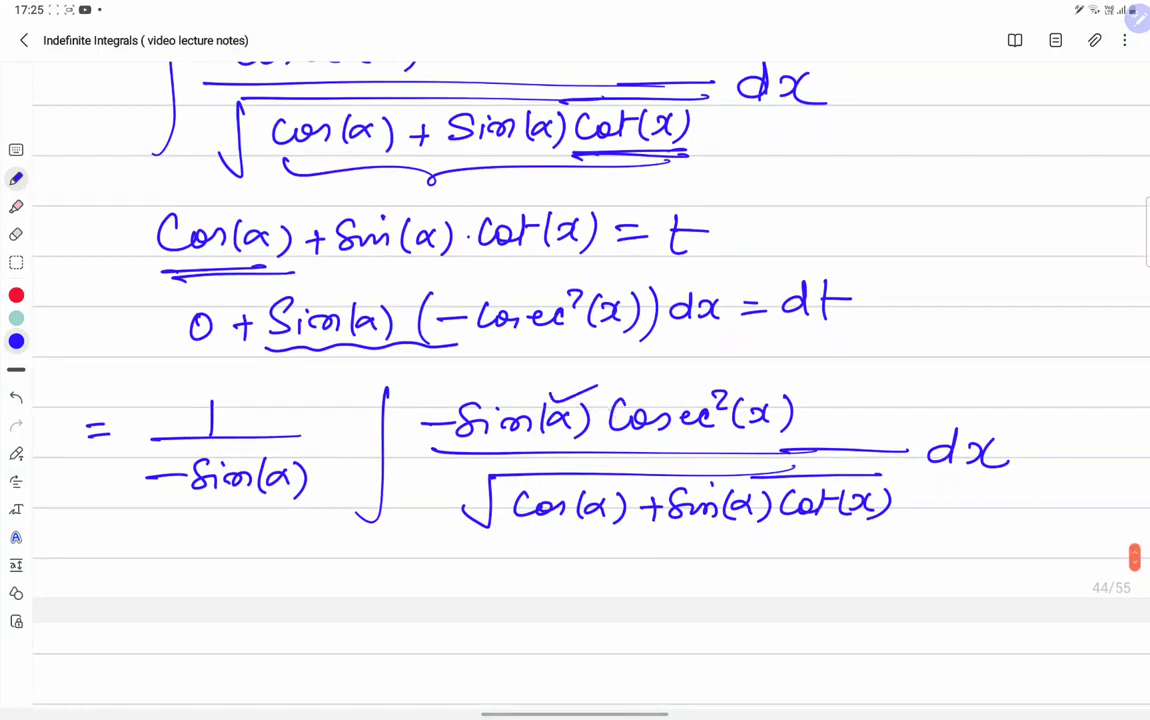 17:25
Indefinite Integrals ( video lecture notes)
∫ / √(Cos(α) + Sin(α) Cot(x)) dx
Cos(α) + Sin(α) · Cot(x) = t
0 + Sin(α) (-Cosec²(x)) dx = dt
= 1/(-Sin(α)) ∫ (-Sin(α) Cosec²(x)) / √(Cos(α) + Sin(α) Cot(x)) dx
44/55